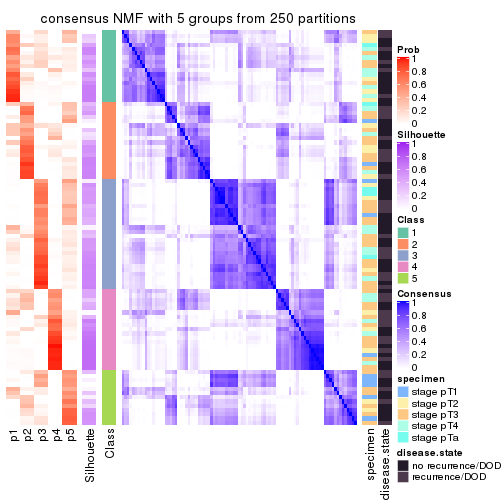 consensus NMF with 5 groups from 250 partitions
Prob
1
0.8
0.6
0.4
0.2
0
Silhouette
1
0.8
0.6
0.4
0.2
0
Class
1
2
3
4
5
Consensus
1
0.8
0.6
0.4
0.2
0
specimen
stage pT1
stage pT2
stage pT3
stage pT4
stage pTa
disease.state
no recurrence/DOD
recurrence/DOD
p1
p2
p3
p4
p5
Silhouette
Class
specimen
disease.state